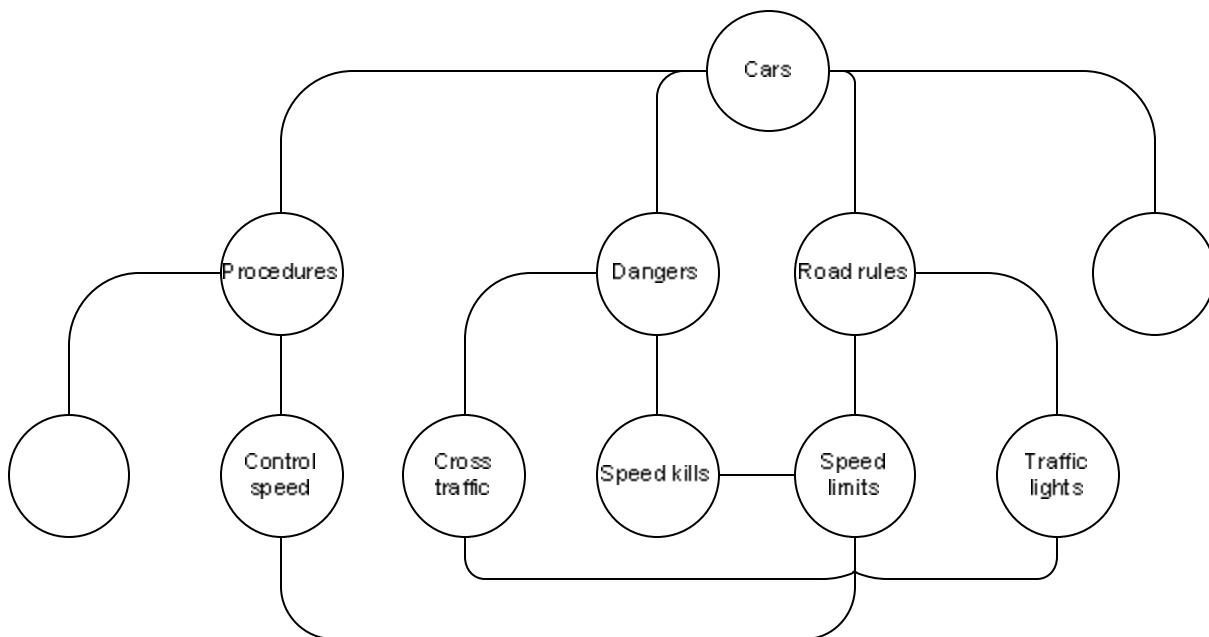 Cars
Procedures
Dangers
Road rules
Control
speed
Cross
traffic
Speed kills
Speed
limits
Traffic
lights